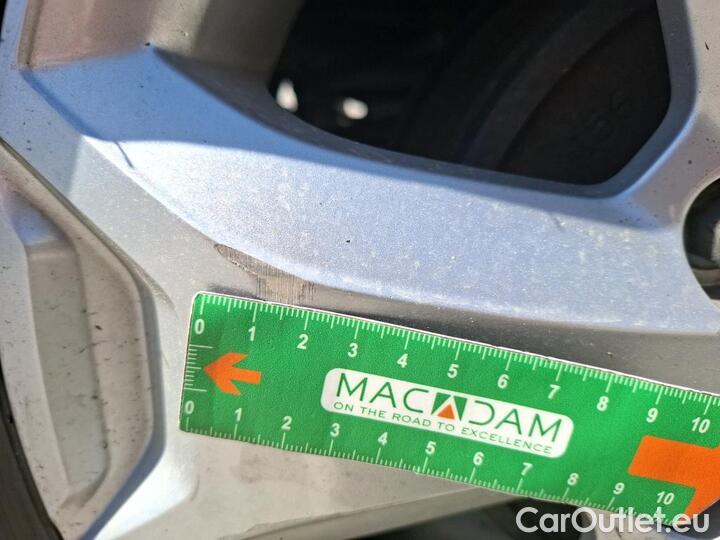 0 1 2 3 4 5 6 7 8 9 10
MACADAM
ON THE ROAD TO EXCELLENCE
0 1 2 3 4 5 6 7 8 9 10
CarOutlet.eu